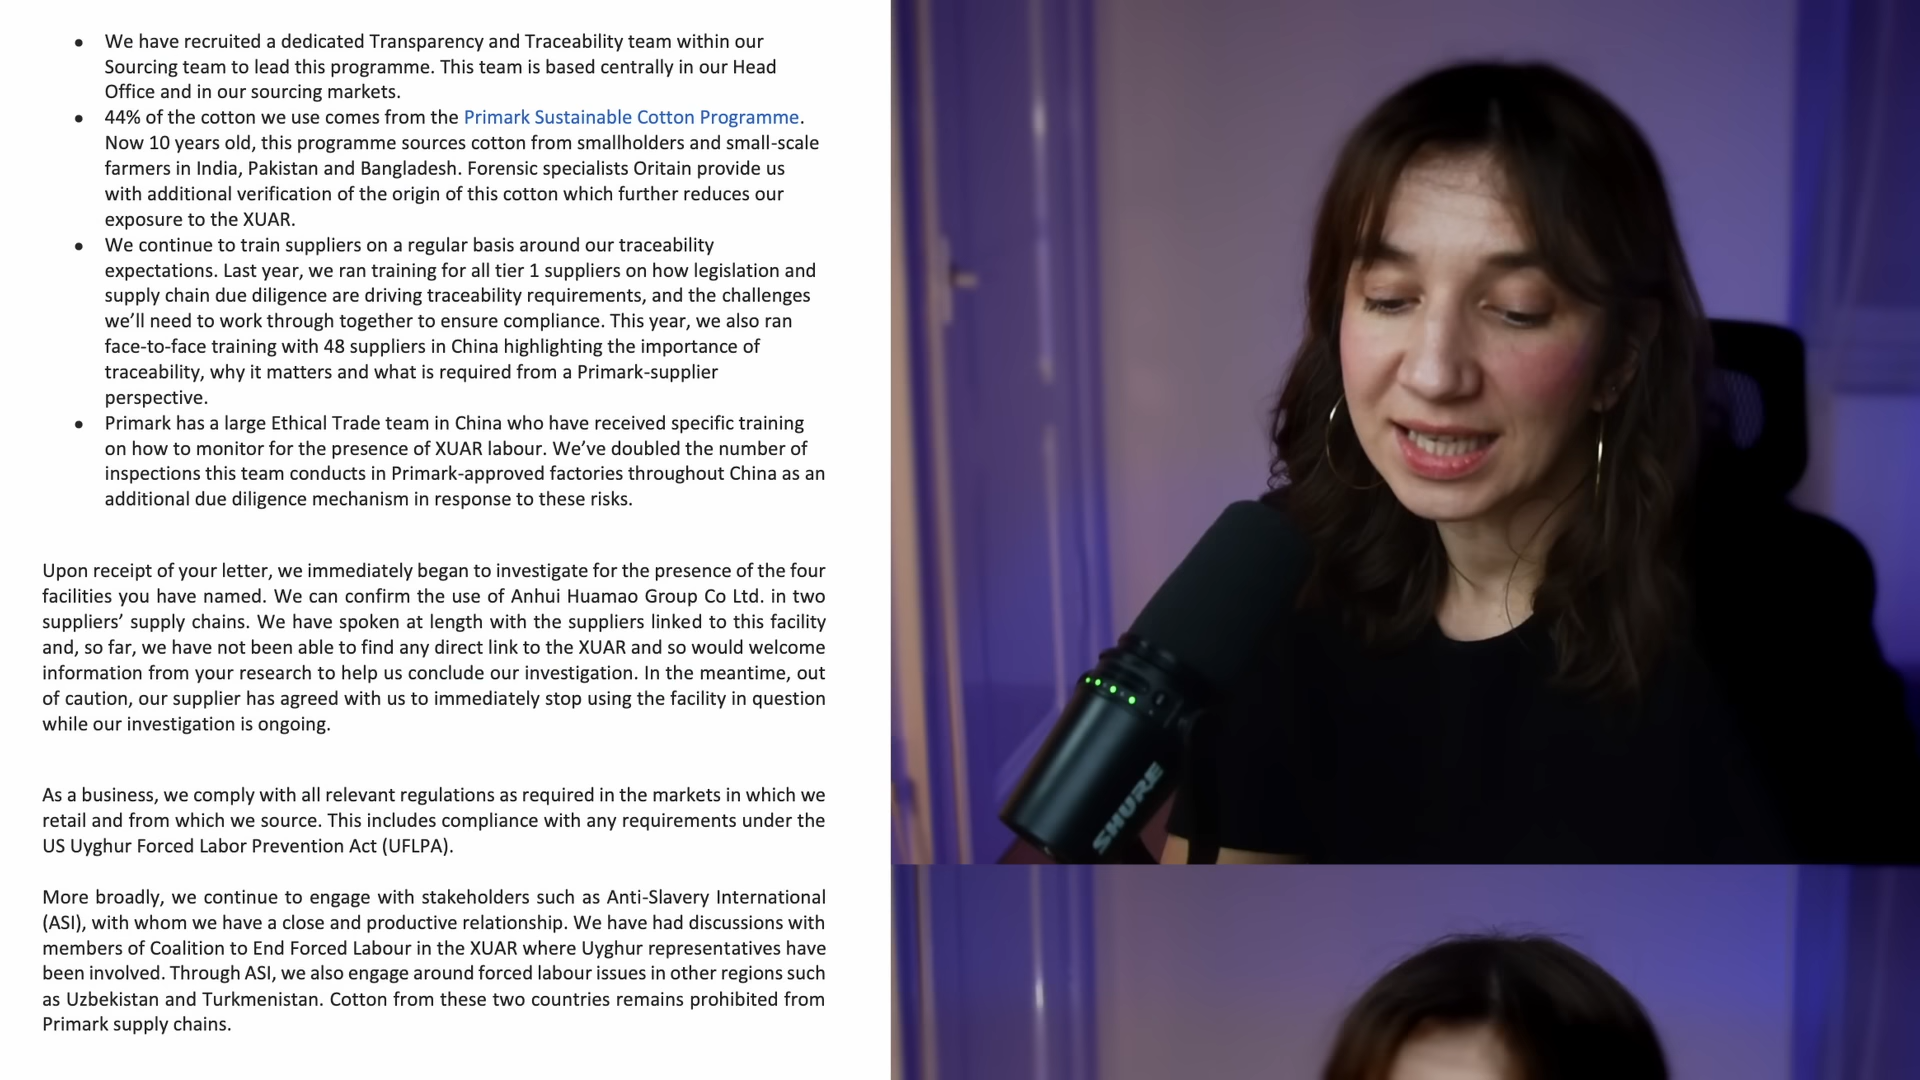 • We have recruited a dedicated Transparency and Traceability team within our
Sourcing team to lead this programme. This team is based centrally in our Head
Office and in our sourcing markets.
• 44% of the cotton we use comes from the Primark Sustainable Cotton Programme.
Now 10 years old, this programme sources cotton from smallholders and small-scale
farmers in India, Pakistan and Bangladesh. Forensic specialists Oritain provide us
with additional verification of the origin of this cotton which further reduces our
exposure to the XUAR.
• We continue to train suppliers on a regular basis around our traceability
expectations. Last year, we ran training for all tier 1 suppliers on how legislation and
supply chain due diligence are driving traceability requirements, and the challenges
we’ll need to work through together to ensure compliance. This year, we also ran
face-to-face training with 48 suppliers in China highlighting the importance of
traceability, why it matters and what is required from a Primark-supplier
perspective.
• Primark has a large Ethical Trade team in China who have received specific training
on how to monitor for the presence of XUAR labour. We’ve doubled the number of
inspections this team conducts in Primark-approved factories throughout China as an
additional due diligence mechanism in response to these risks.
Upon receipt of your letter, we immediately began to investigate for the presence of the four
facilities you have named. We can confirm the use of Anhui Huamao Group Co Ltd. in two
suppliers’ supply chains. We have spoken at length with the suppliers linked to this facility
and, so far, we have not been able to find any direct link to the XUAR and so would welcome
information from your research to help us conclude our investigation. In the meantime, out
of caution, our supplier has agreed with us to immediately stop using the facility in question
while our investigation is ongoing.
As a business, we comply with all relevant regulations as required in the markets in which we
retail and from which we source. This includes compliance with any requirements under the
US Uyghur Forced Labor Prevention Act (UFLPA).
More broadly, we continue to engage with stakeholders such as Anti-Slavery International
(ASI), with whom we have a close and productive relationship. We have had discussions with
members of Coalition to End Forced Labour in the XUAR where Uyghur representatives have
been involved. Through ASI, we also engage around forced labour issues in other regions such
as Uzbekistan and Turkmenistan. Cotton from these two countries remains prohibited from
Primark supply chains.
SHURE